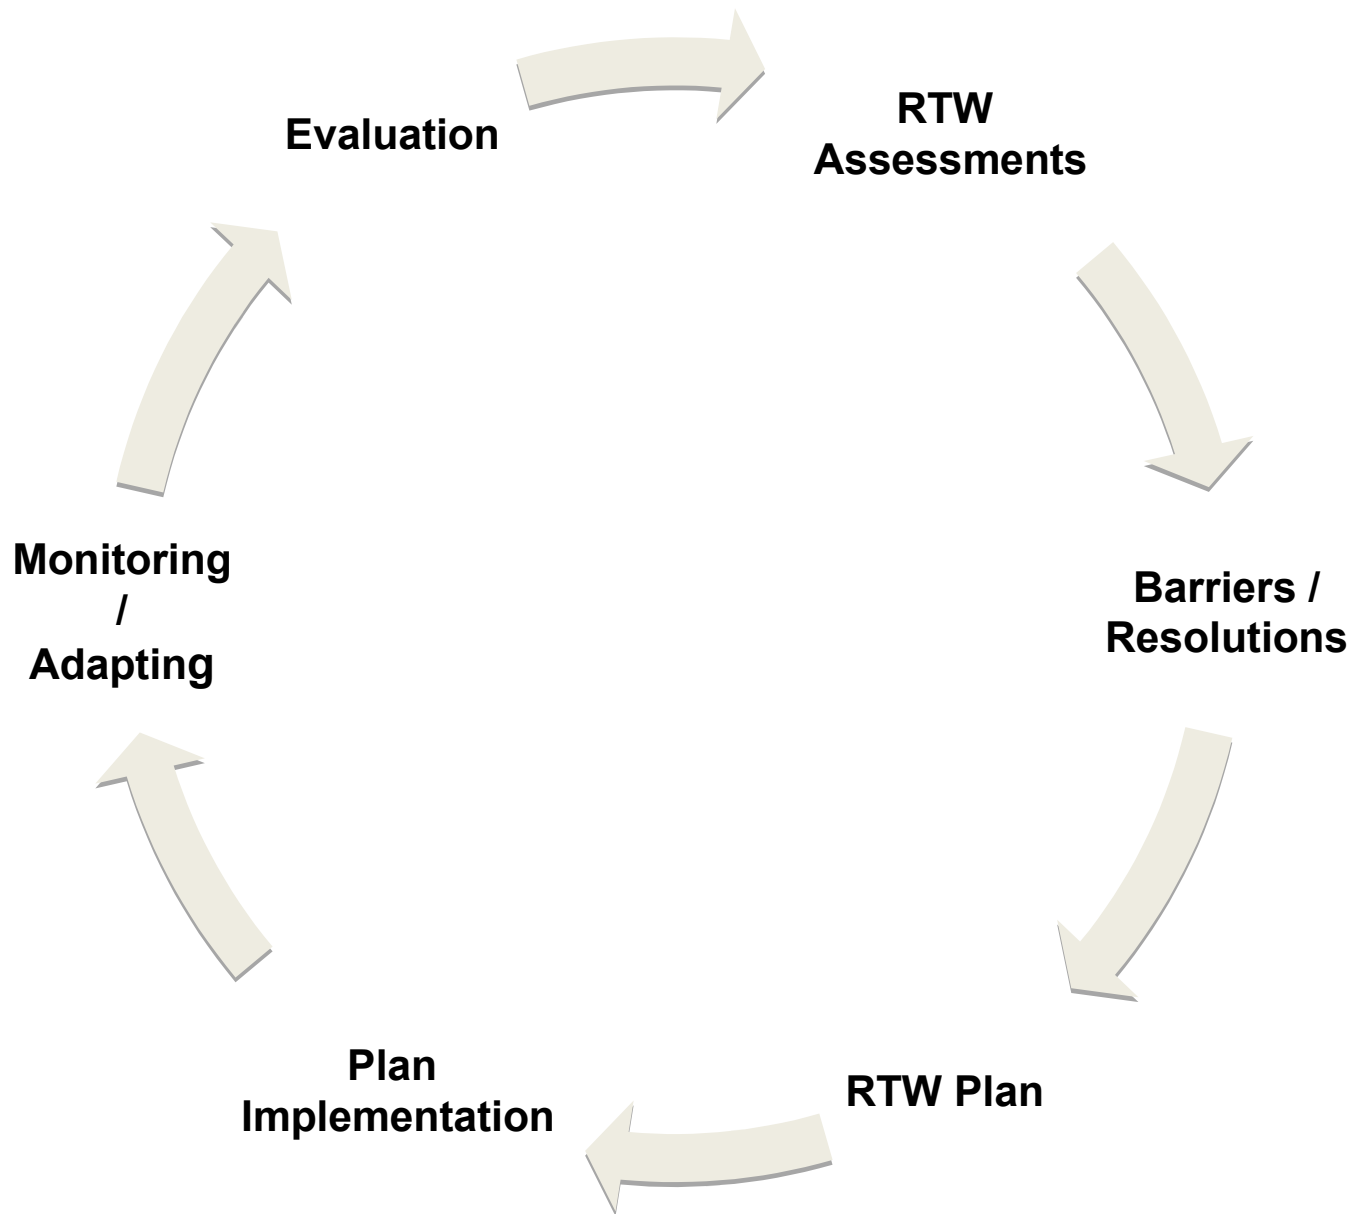 Evaluation
RTW
Assessments
Barriers /
Resolutions
RTW Plan
Plan
Implementation
Monitoring
/
Adapting